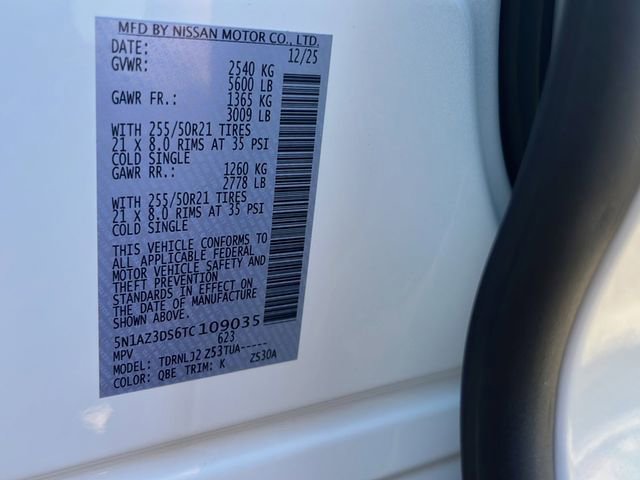 MFD BY NISSAN MOTOR CO., LTD.
DATE: 12/25
GVWR: 2540 KG
5600 LB
GAWR FR.: 1365 KG
3009 LB
WITH 255/50R21 TIRES
21 X 8.0 RIMS AT 35 PSI
COLD SINGLE
GAWR RR.: 1260 KG
2778 LB
WITH 255/50R21 TIRES
21 X 8.0 RIMS AT 35 PSI
COLD SINGLE
THIS VEHICLE CONFORMS TO
ALL APPLICABLE FEDERAL
MOTOR VEHICLE SAFETY AND
THEFT PREVENTION
STANDARDS IN EFFECT ON
THE DATE OF MANUFACTURE
SHOWN ABOVE.
5N1AZ3DS6TC109035
MPV 623
MODEL: TDRNLJ2 Z53TUA-----
COLOR: QBE TRIM: K Z530A